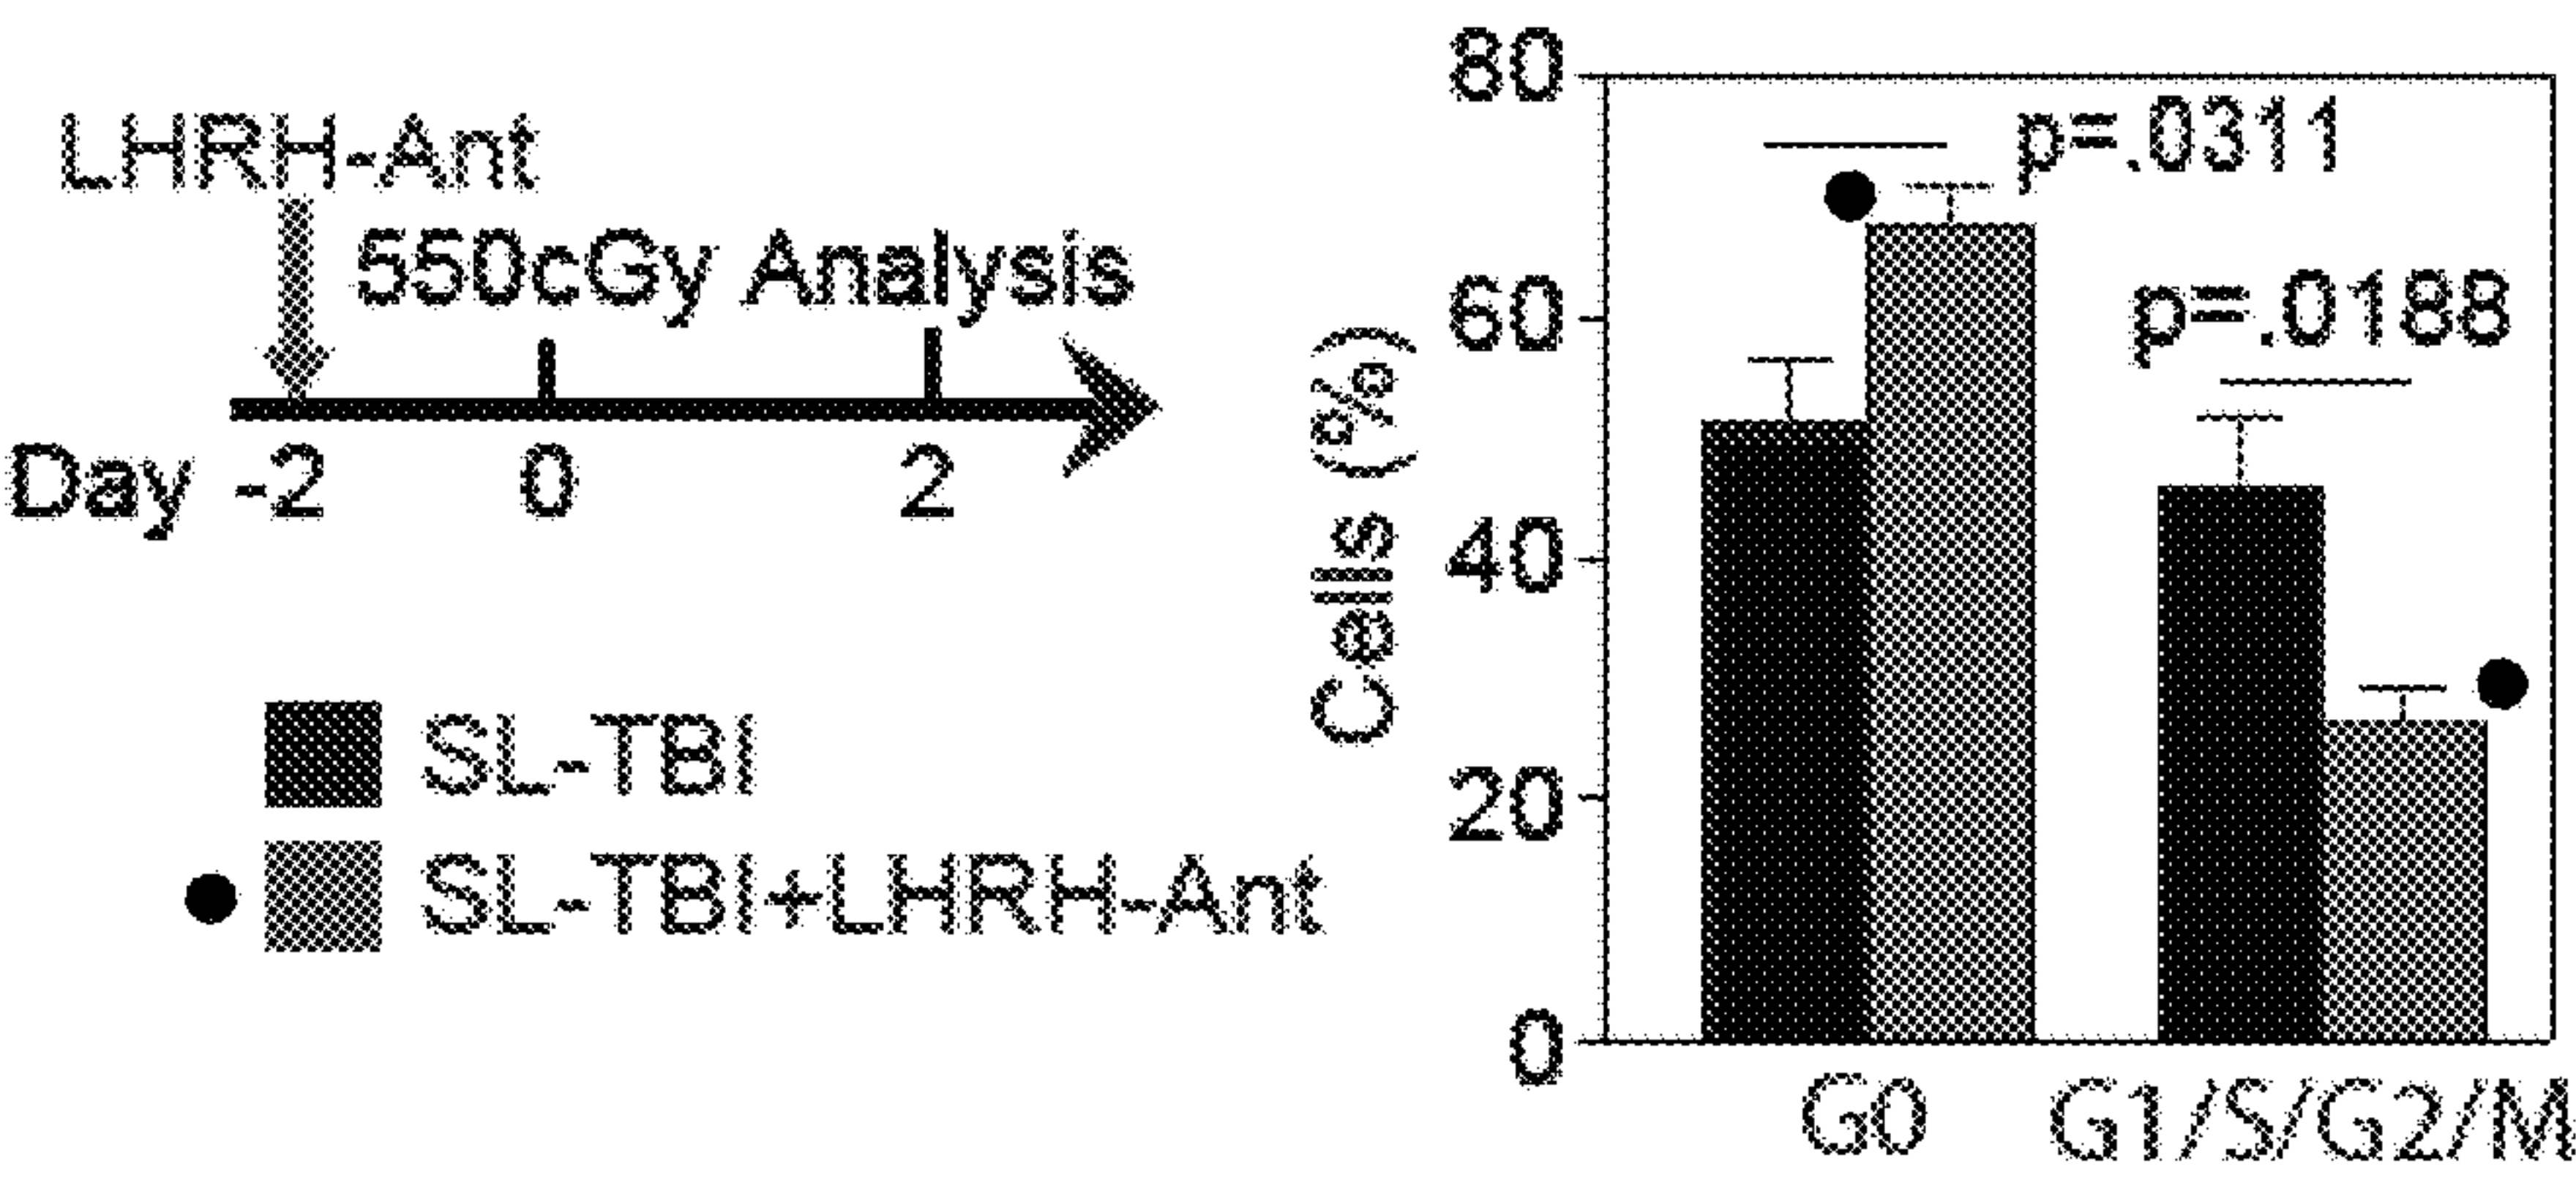 LHRH-Ant
550cGy Analysis
Day -2 0 2
SL-TBI
SL-TBI+LHRH-Ant
Cells (%)
80
60
40
20
0
p=.0311
p=.0188
G0 G1/S/G2/M